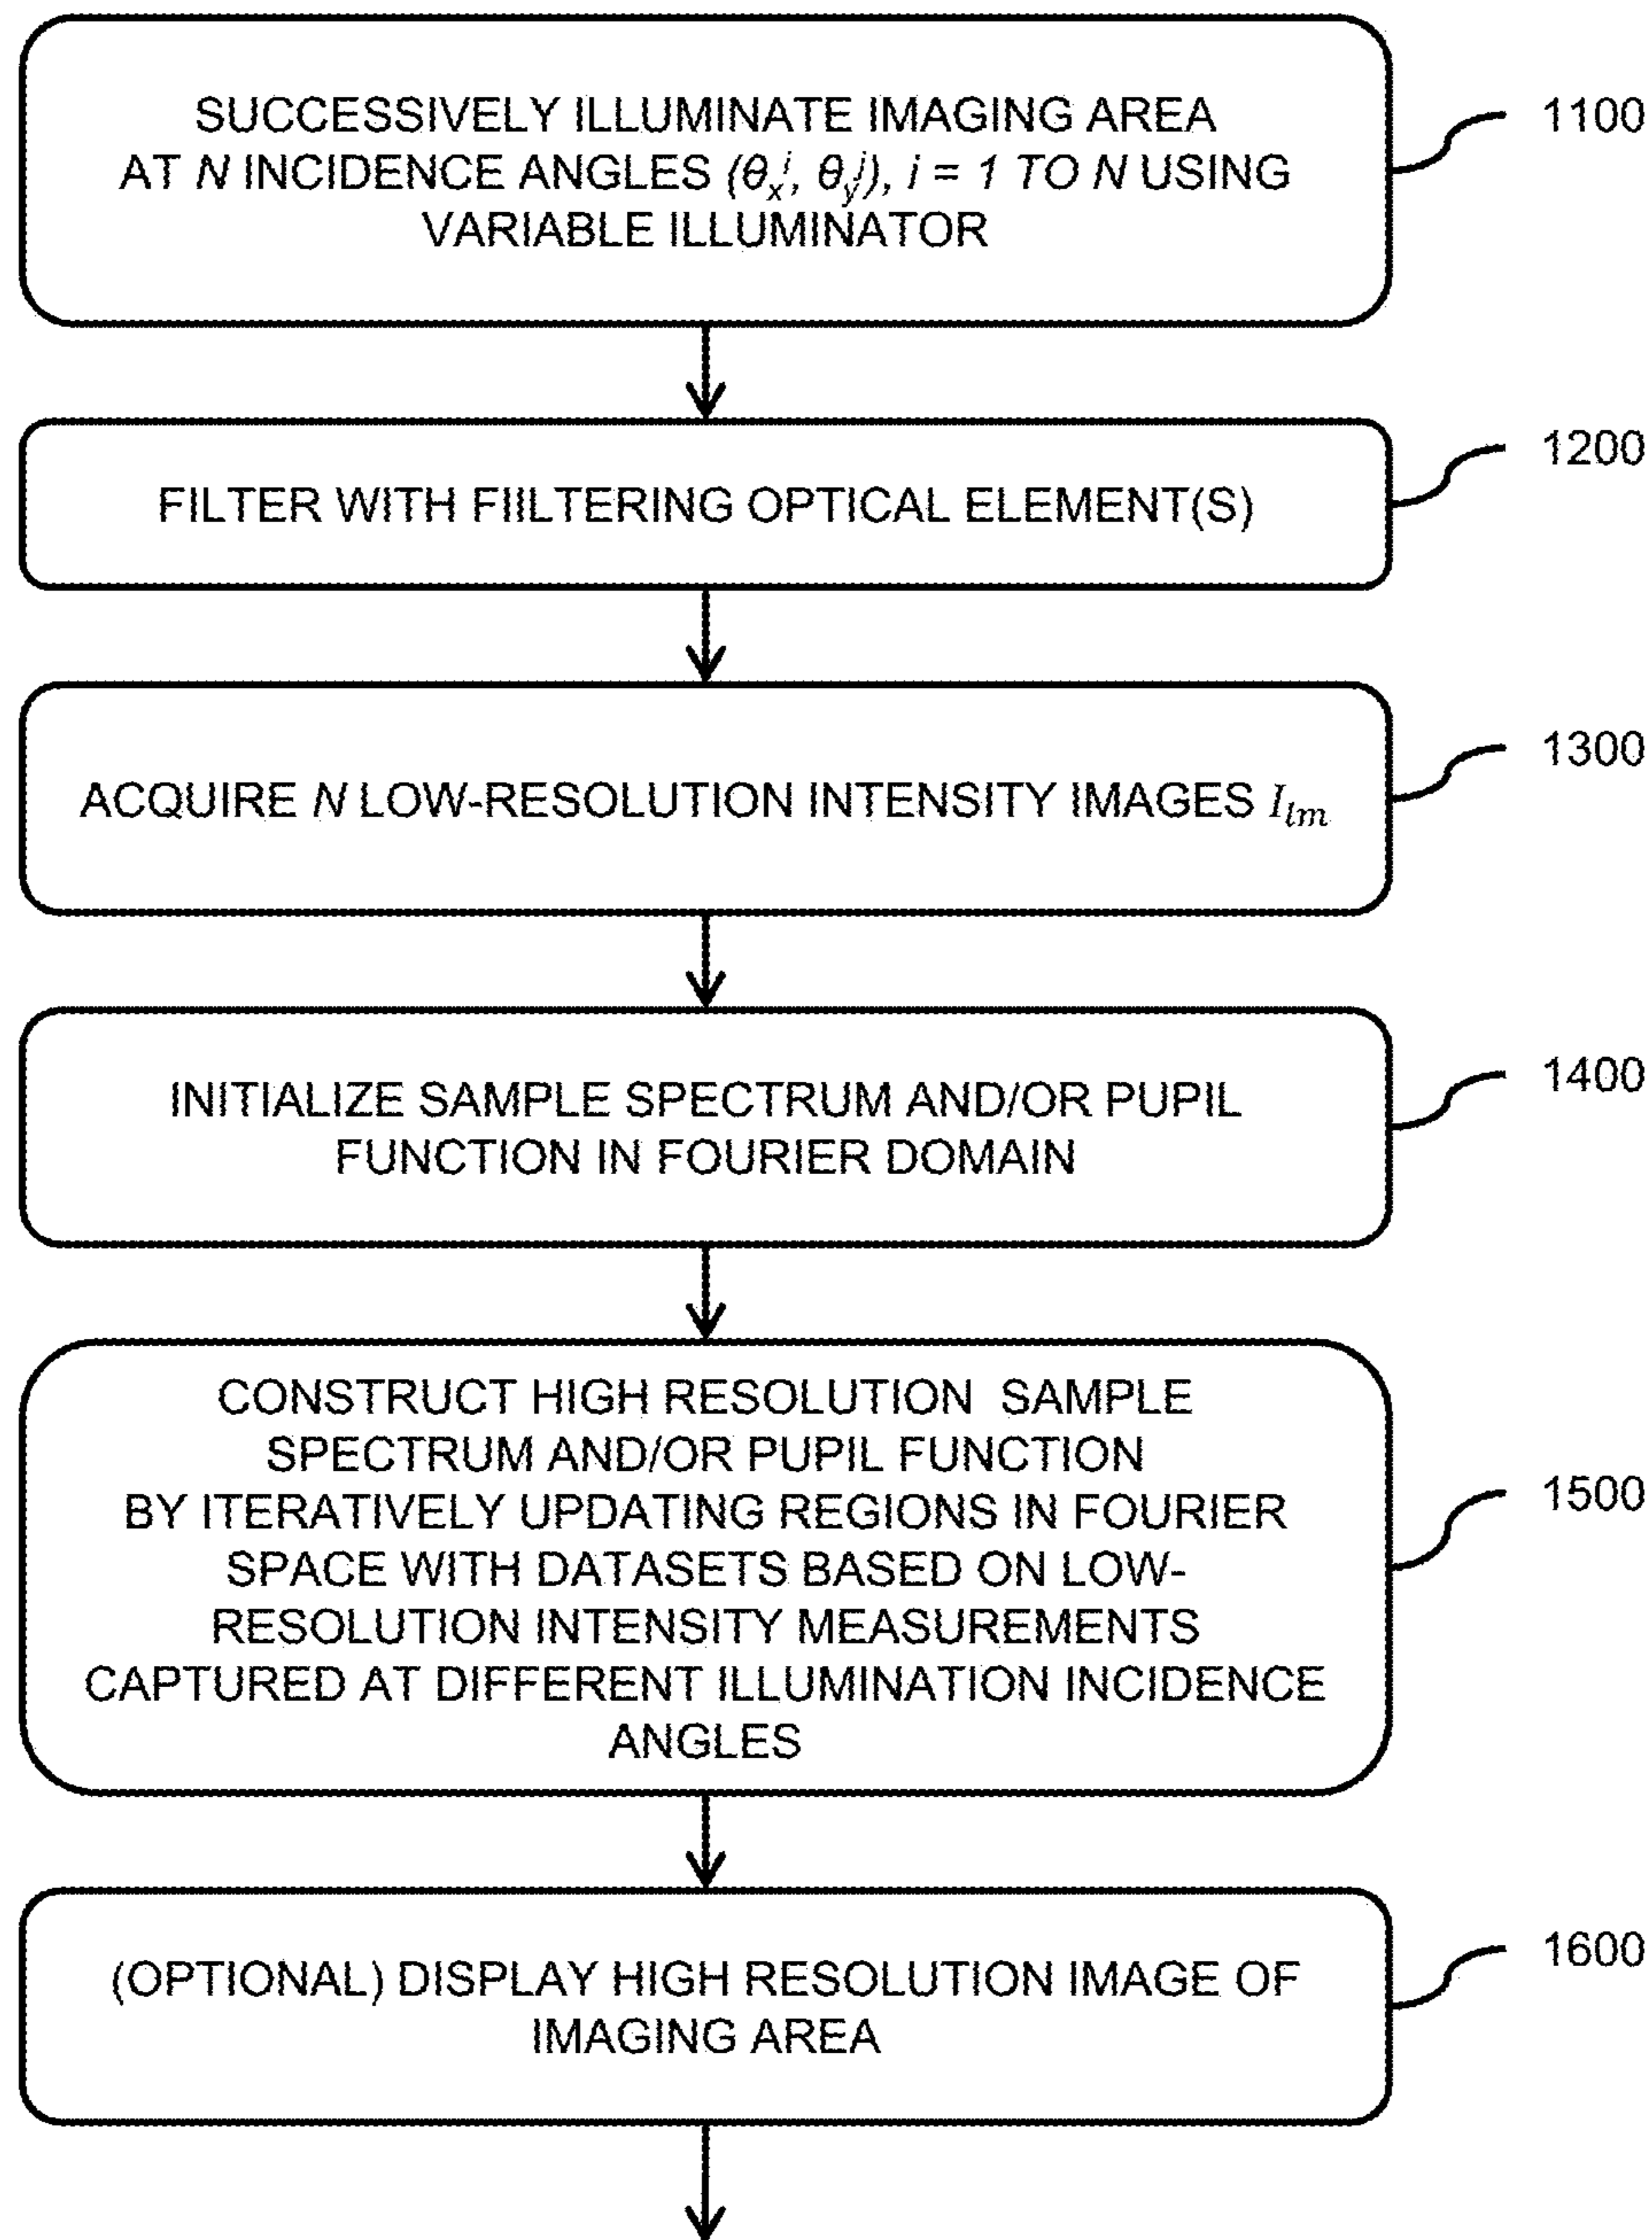 SUCCESSIVELY ILLUMINATE IMAGING AREA
AT N INCIDENCE ANGLES (θₓⁱ, θᵧⁱ), i = 1 TO N USING
VARIABLE ILLUMINATOR
1100
FILTER WITH FIILTERING OPTICAL ELEMENT(S)
1200
ACQUIRE N LOW-RESOLUTION INTENSITY IMAGES Iₗₘ
1300
INITIALIZE SAMPLE SPECTRUM AND/OR PUPIL
FUNCTION IN FOURIER DOMAIN
1400
CONSTRUCT HIGH RESOLUTION SAMPLE
SPECTRUM AND/OR PUPIL FUNCTION
BY ITERATIVELY UPDATING REGIONS IN FOURIER
SPACE WITH DATASETS BASED ON LOW-
RESOLUTION INTENSITY MEASUREMENTS
CAPTURED AT DIFFERENT ILLUMINATION INCIDENCE
ANGLES
1500
(OPTIONAL) DISPLAY HIGH RESOLUTION IMAGE OF
IMAGING AREA
1600